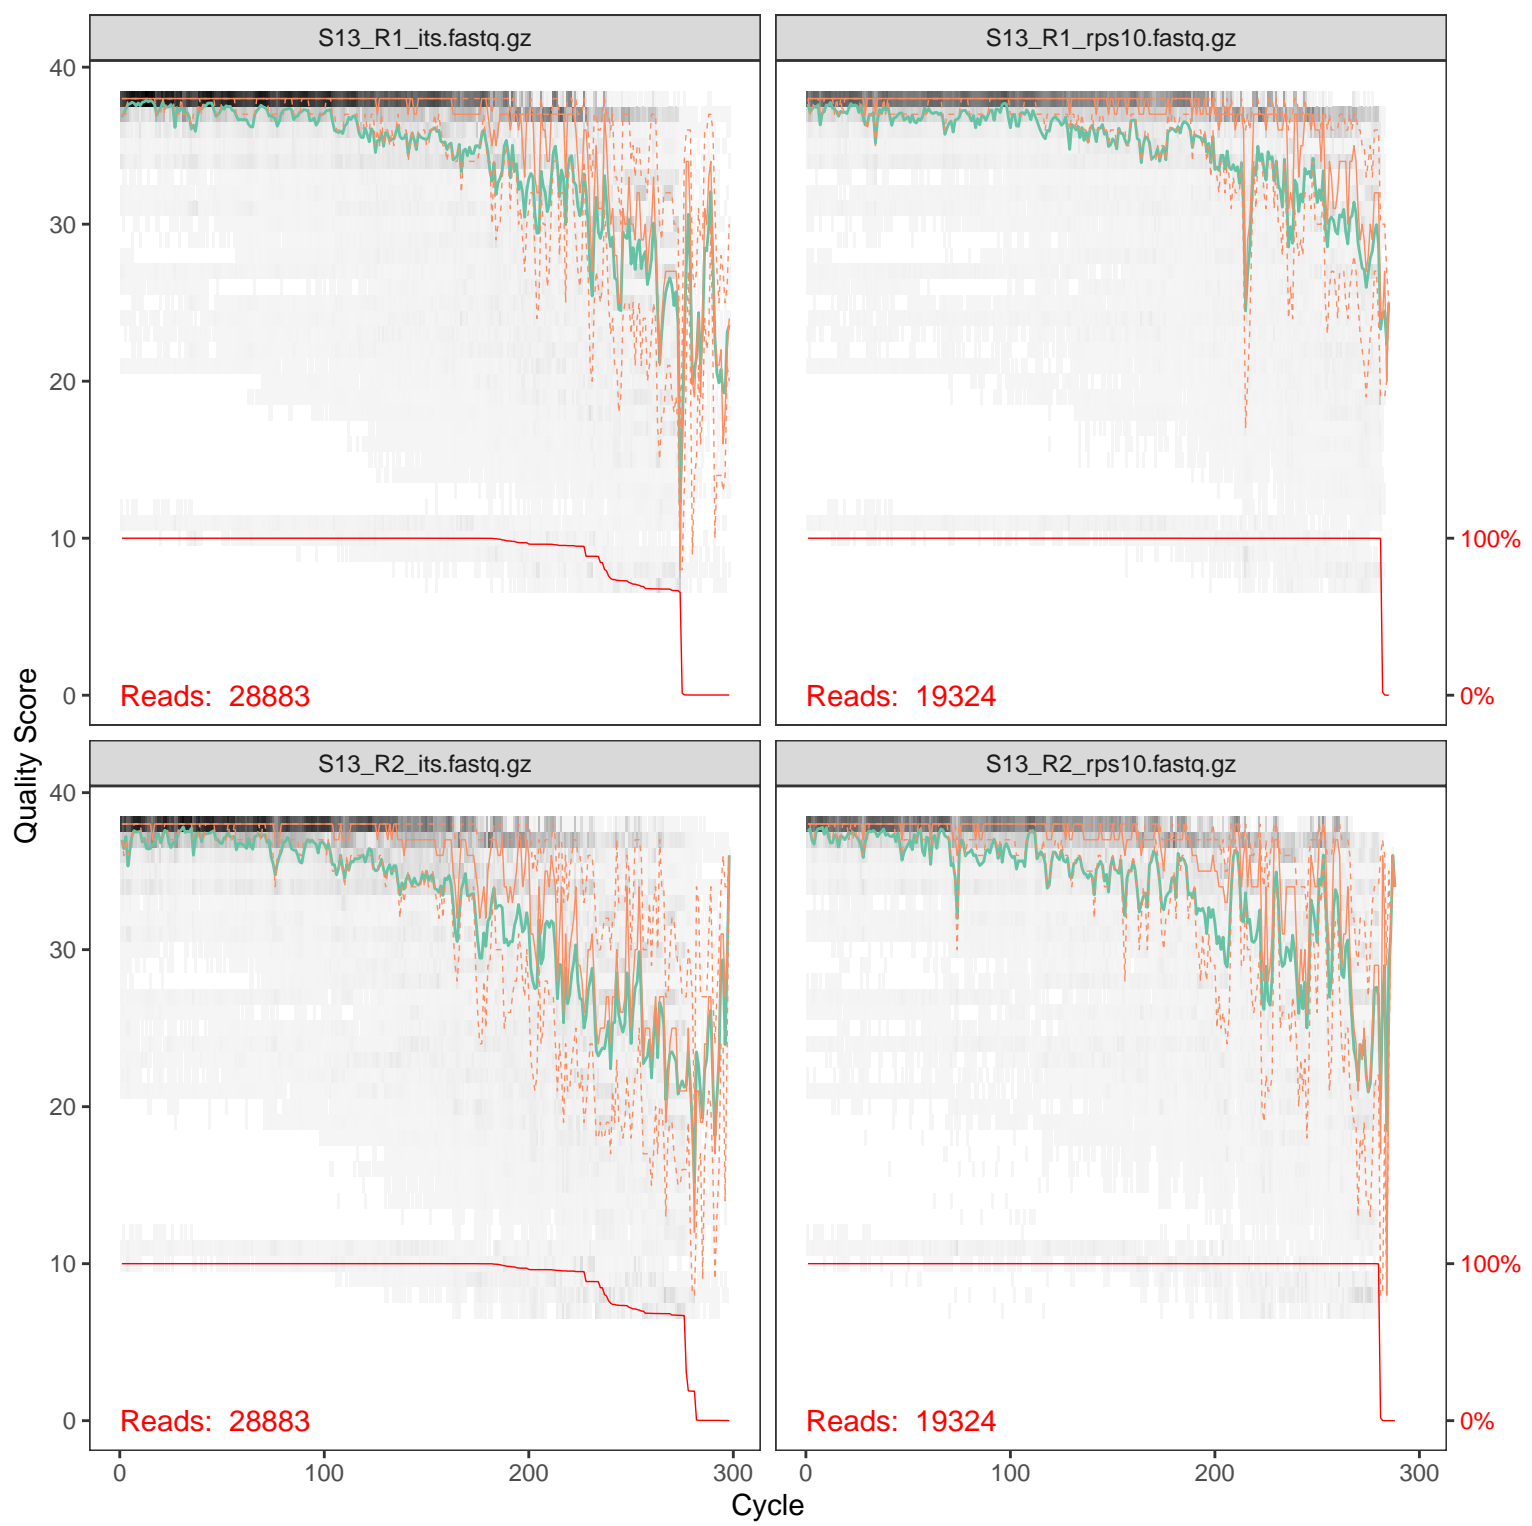 S13_R1_its.fastq.gz
S13_R1_rps10.fastq.gz
40
30
20
10
0
Reads: 28883
Reads: 19324
100%
0%
Quality Score
S13_R2_its.fastq.gz
S13_R2_rps10.fastq.gz
40
30
20
10
0
Reads: 28883
Reads: 19324
100%
0%
0 100 200 300
0 100 200 300
Cycle